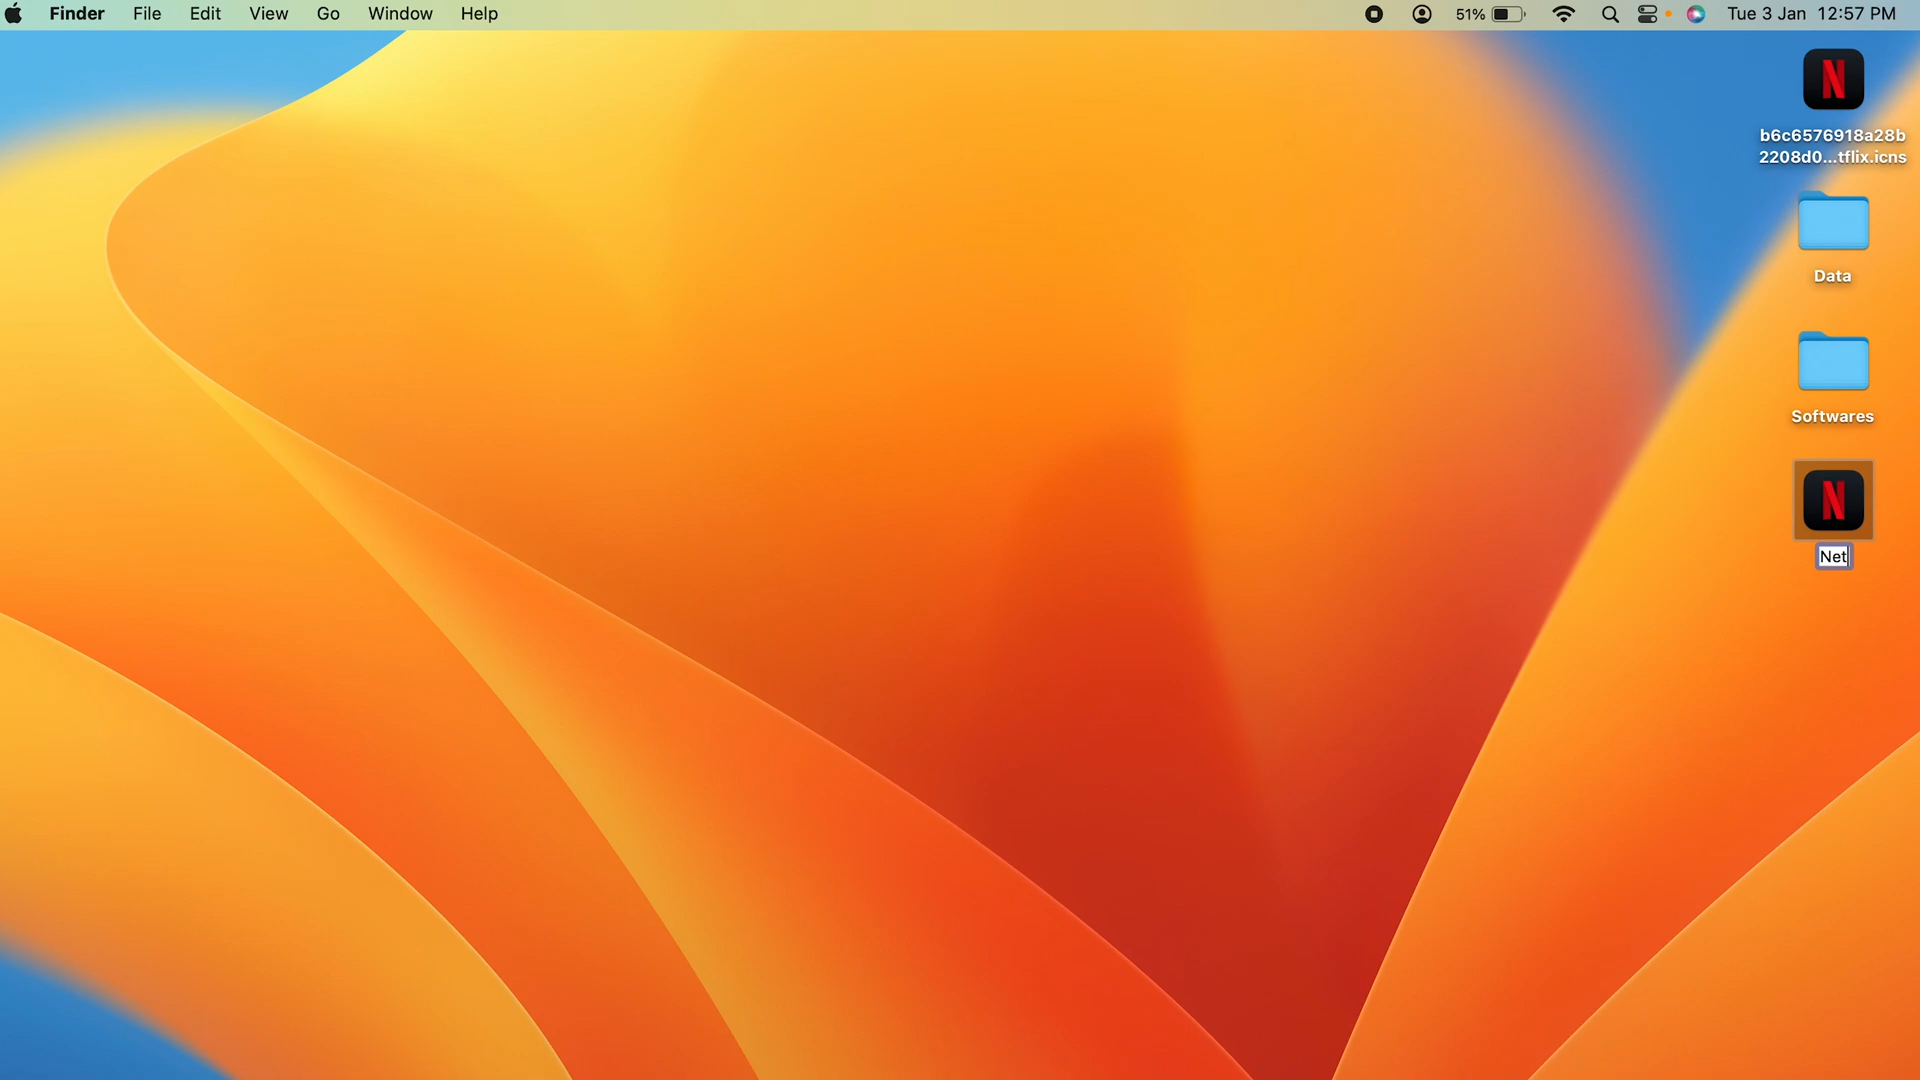 Finder File Edit View Go Window Help 51% Tue 3 Jan 12:57 PM
N
b6c6576918a28b
2208d0...tflix.icns
Data
Softwares
N
Net